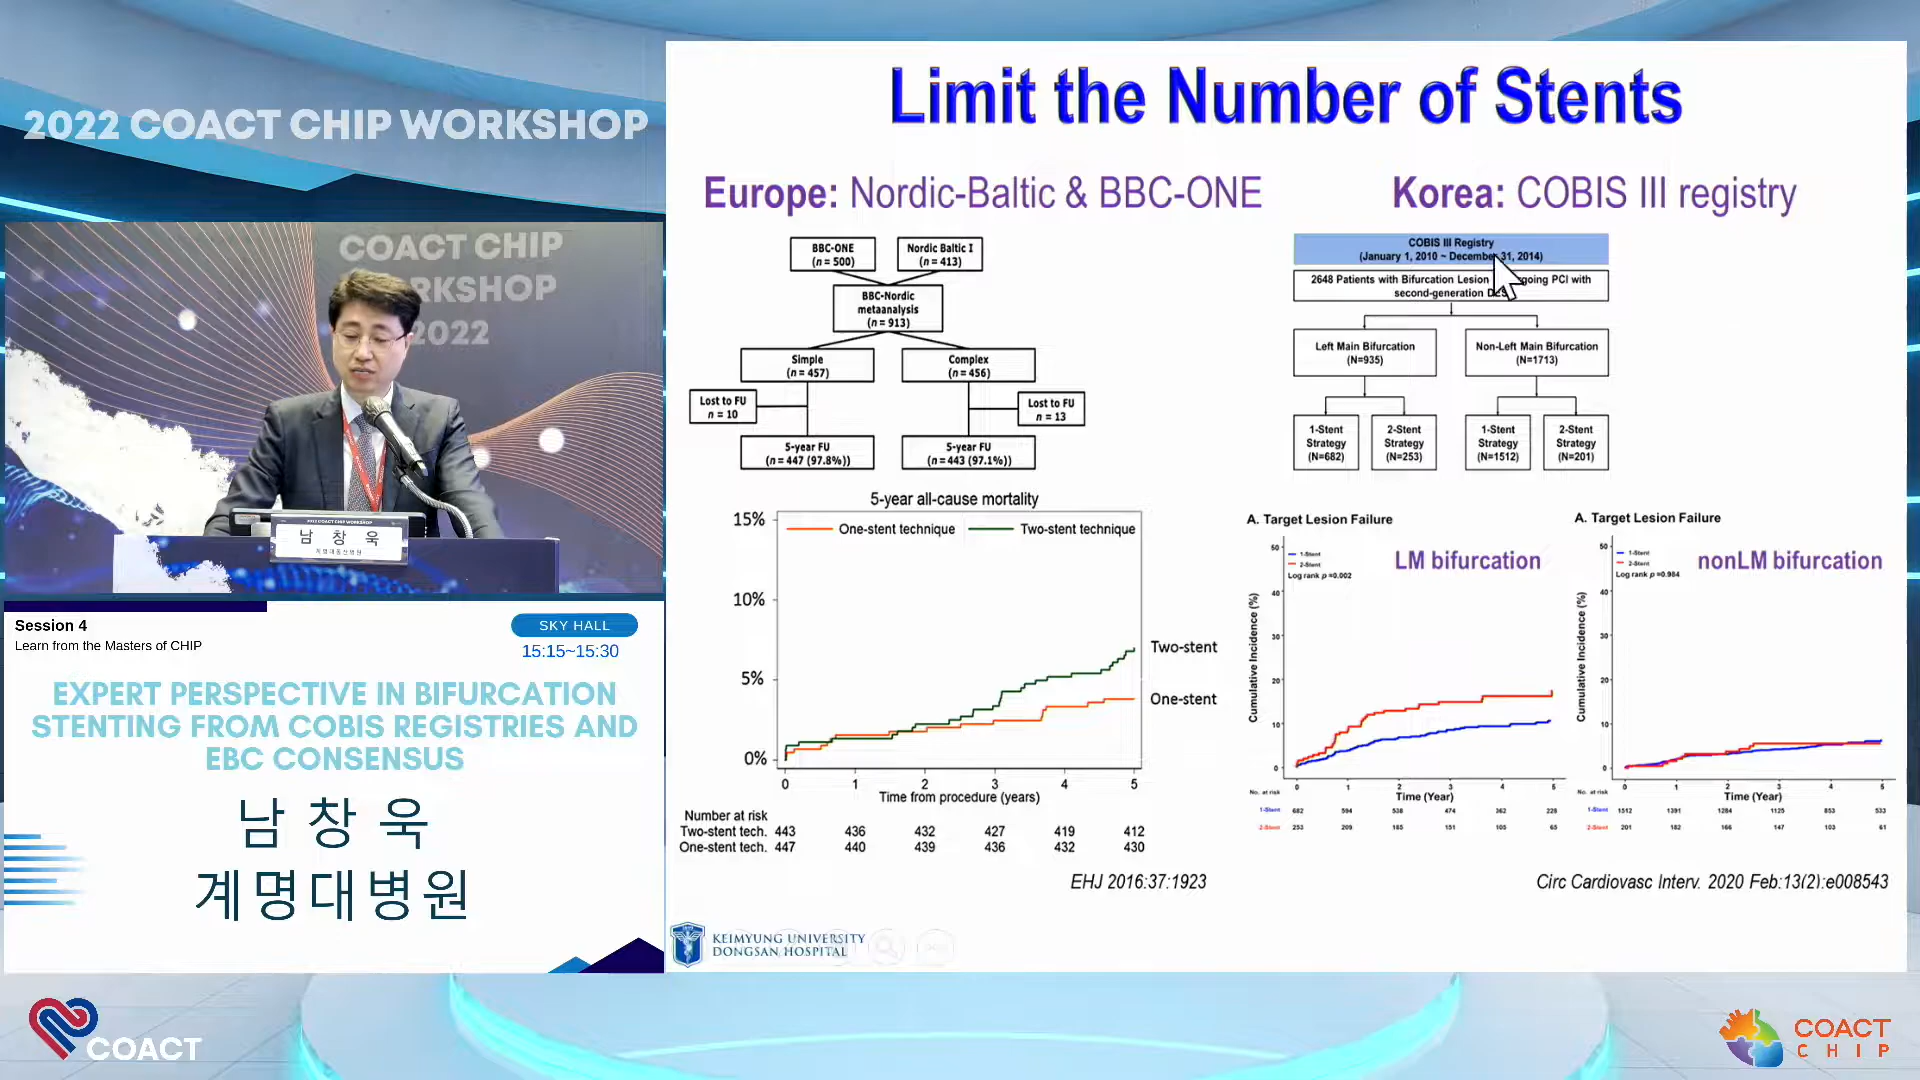 2022 COACT CHIP WORKSHOP
COACT CHIP
WORKSHOP
2022
2022 COACT CHIP WORKSHOP
남 창 욱
계명대동산병원
Session 4
Learn from the Masters of CHIP
SKY HALL
15:15~15:30
EXPERT PERSPECTIVE IN BIFURCATION
STENTING FROM COBIS REGISTRIES AND
EBC CONSENSUS
남 창 욱
계명대병원
COACT
Limit the Number of Stents
Europe: Nordic-Baltic & BBC-ONE
BBC-ONE
(n = 500)
Nordic Baltic I
(n = 413)
BBC-Nordic
metaanalysis
(n = 913)
Simple
(n = 457)
Complex
(n = 456)
Lost to FU
n = 10
Lost to FU
n = 13
5-year FU
(n = 447 (97.8%))
5-year FU
(n = 443 (97.1%))
5-year all-cause mortality
One-stent technique
Two-stent technique
15%
10%
5%
0%
Two-stent
One-stent
0 1 2 3 4 5
Time from procedure (years)
Number at risk
Two-stent tech. 443 436 432 427 419 412
One-stent tech. 447 440 439 436 432 430
EHJ 2016:37:1923
Korea: COBIS III registry
COBIS III Registry
(January 1, 2010 ~ December 31, 2014)
2648 Patients with Bifurcation Lesion going PCI with
second-generation
Left Main Bifurcation
(N=935)
Non-Left Main Bifurcation
(N=1713)
1-Stent
Strategy
(N=682)
2-Stent
Strategy
(N=253)
1-Stent
Strategy
(N=1512)
2-Stent
Strategy
(N=201)
A. Target Lesion Failure
LM bifurcation
1-Stent
2-Stent
Log rank p =0.002
Cumulative Incidence (%)
50
40
30
20
10
0
0 1 2 3 4 5
No. at risk
Time (Year)
1-Stent 682 594 538 474 362 228
2-Stent 253 209 185 151 105 65
A. Target Lesion Failure
nonLM bifurcation
1-Stent
2-Stent
Log rank p =0.984
Cumulative Incidence (%)
50
40
30
20
10
0
0 1 2 3 4 5
No. at risk
Time (Year)
1-Stent 1512 1391 1284 1125 853 533
2-Stent 201 182 166 147 103 61
Circ Cardiovasc Interv. 2020 Feb:13(2):e008543
KEIMYUNG UNIVERSITY
DONGSAN HOSPITAL
COACT
CHIP